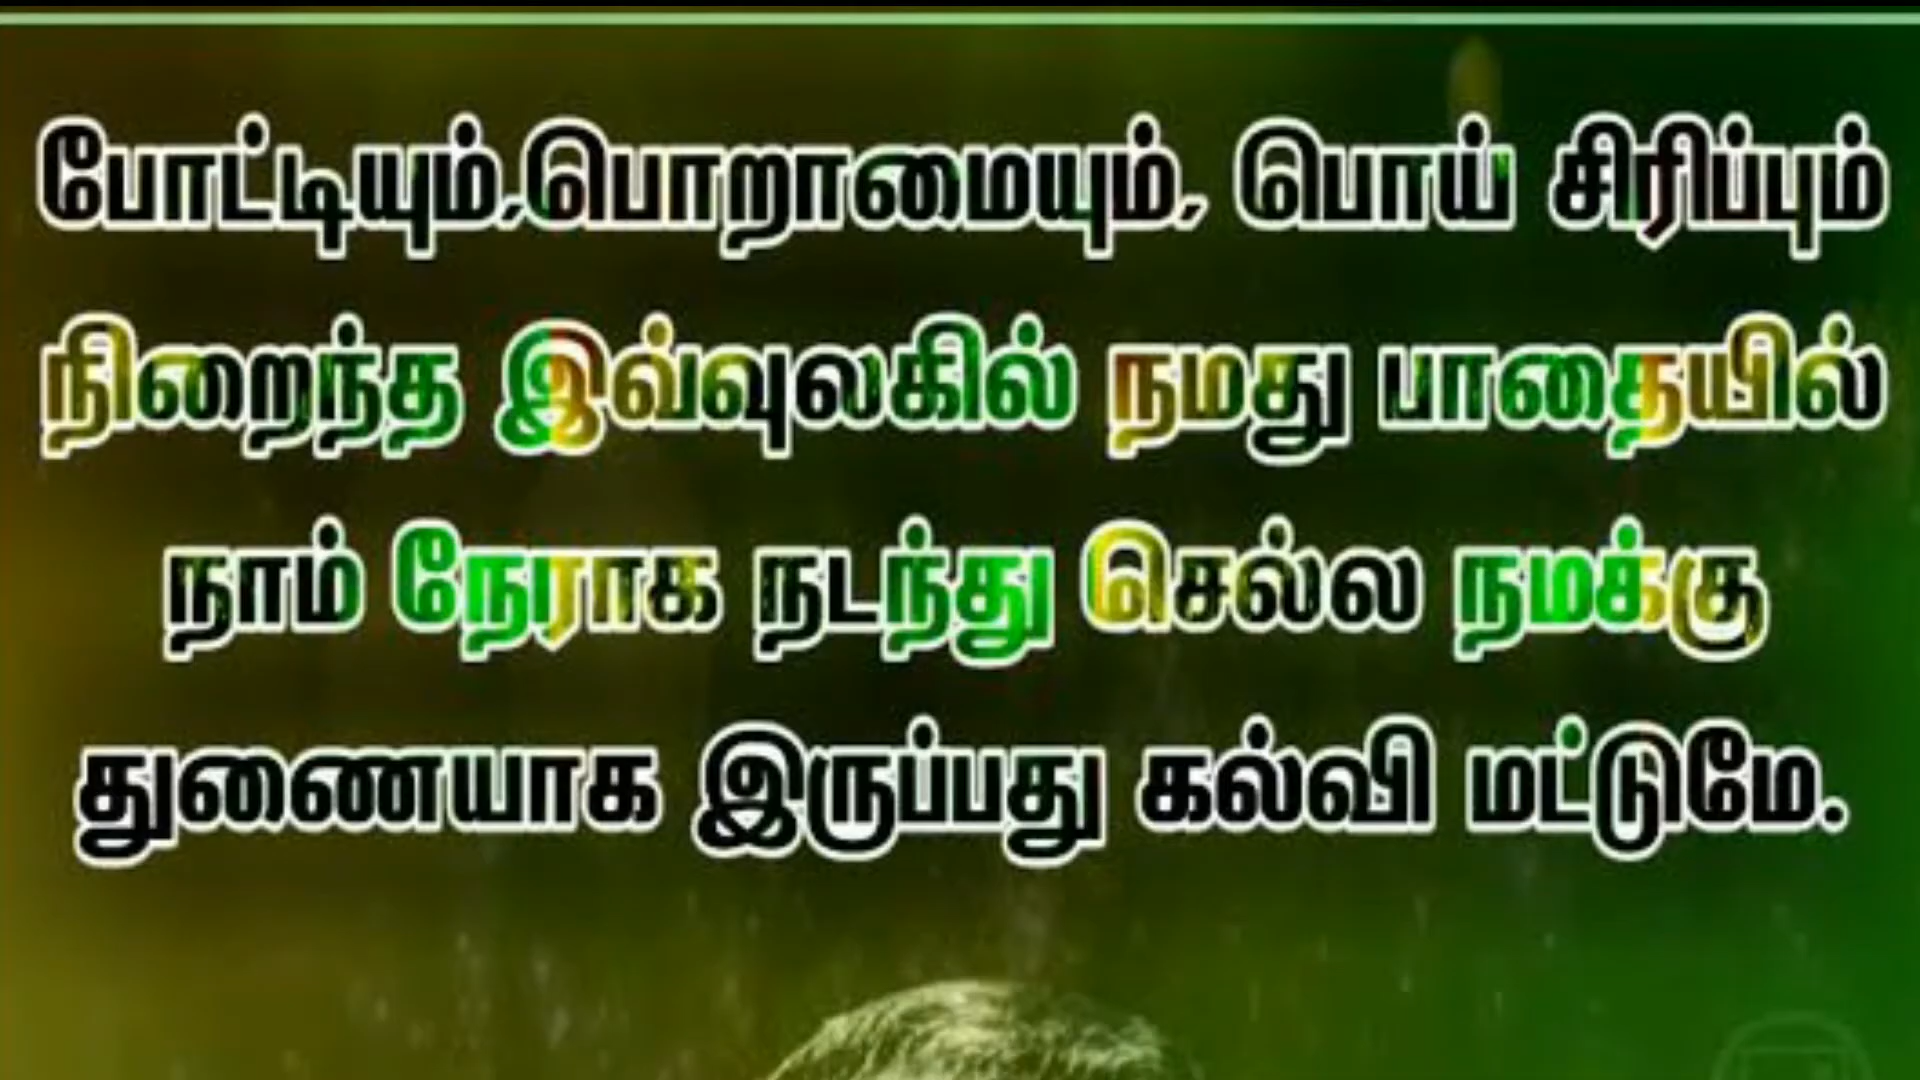 போட்டியும்,பொறாமையும், பொய் சிரிப்பும்
நிறைந்த இவ்வுலகில் நமது பாதையில்
நாம் நேராக நடந்து செல்ல நமக்கு
துணையாக இருப்பது கல்வி மட்டுமே.